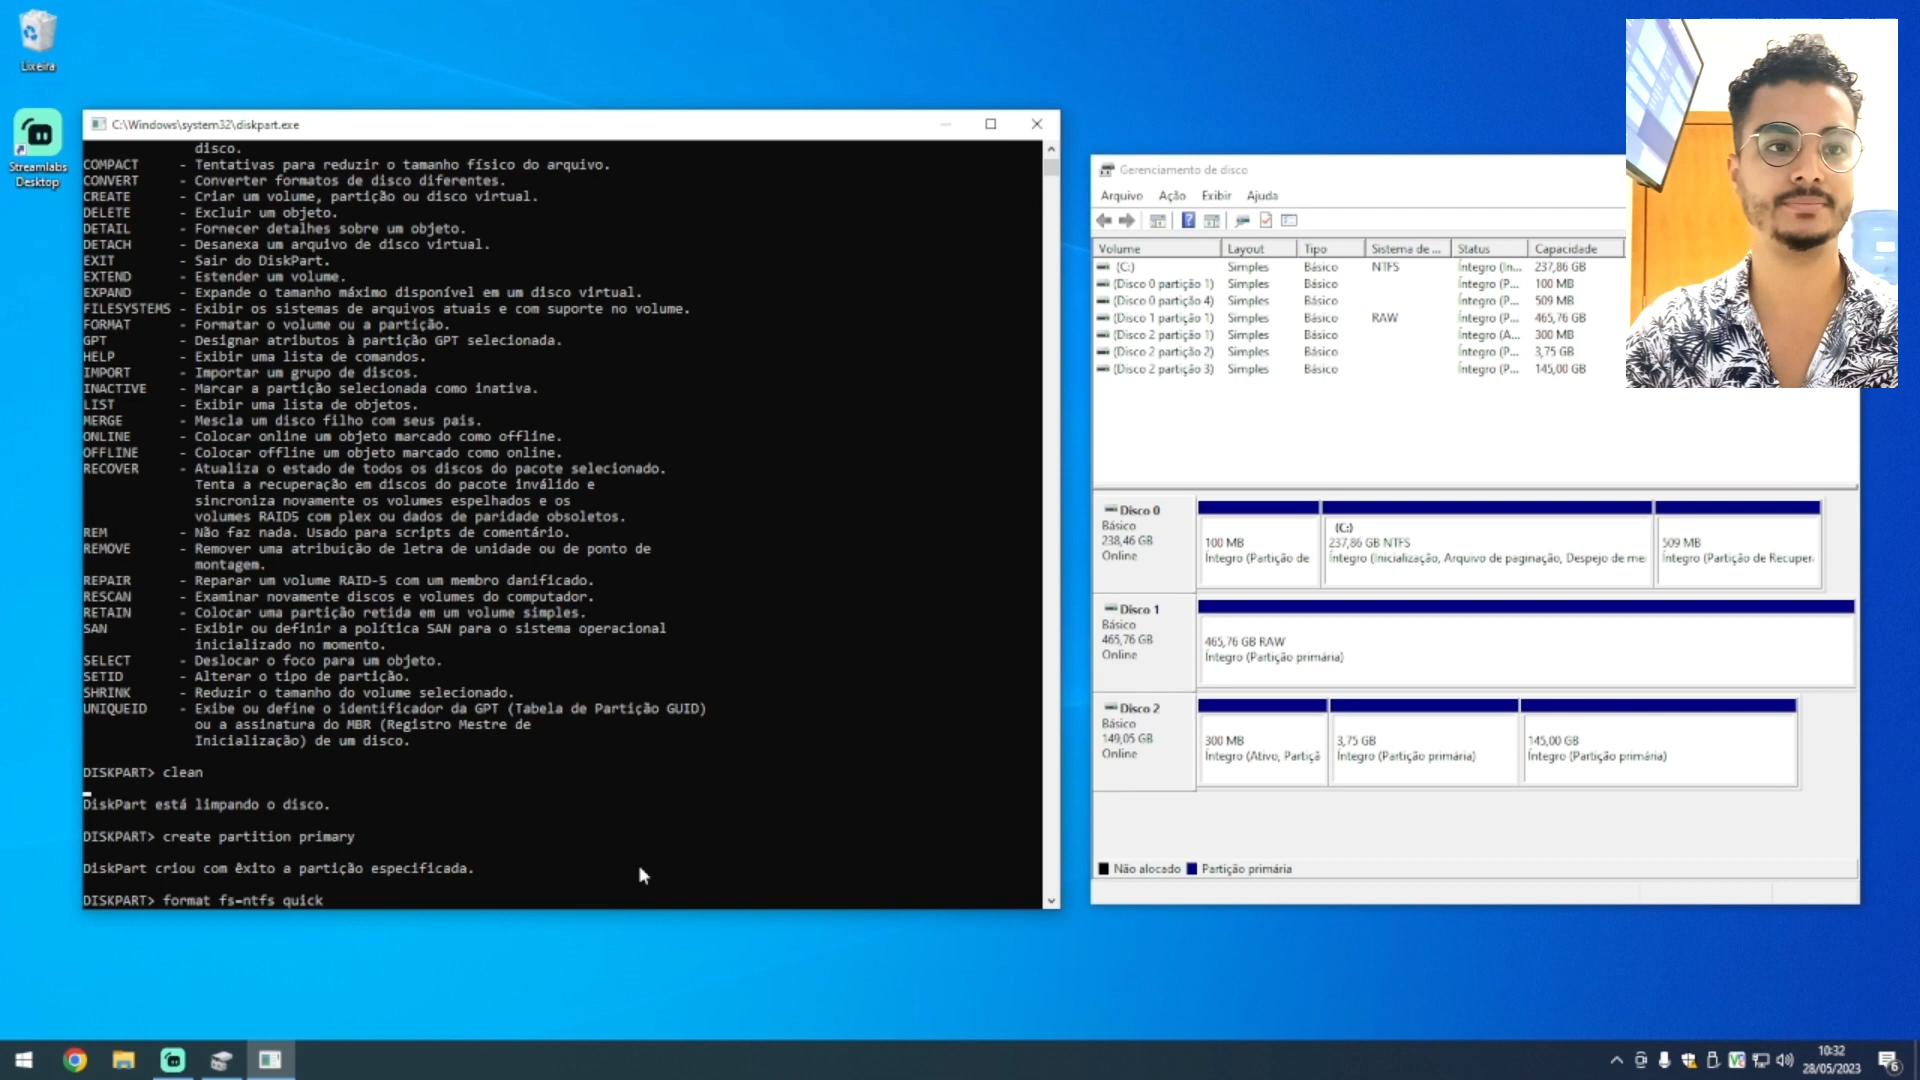 Lixeira
Streamlabs
Desktop
C:\Windows\system32\diskpart.exe
disco.
COMPACT - Tentativas para reduzir o tamanho físico do arquivo.
CONVERT - Converter formatos de disco diferentes.
CREATE - Criar um volume, partição ou disco virtual.
DELETE - Excluir um objeto.
DETAIL - Fornecer detalhes sobre um objeto.
DETACH - Desanexa um arquivo de disco virtual.
EXIT - Sair do DiskPart.
EXTEND - Estender um volume.
EXPAND - Expande o tamanho máximo disponível em um disco virtual.
FILESYSTEMS - Exibir os sistemas de arquivos atuais e com suporte no volume.
FORMAT - Formatar o volume ou a partição.
GPT - Designar atributos à partição GPT selecionada.
HELP - Exibir uma lista de comandos.
IMPORT - Importar um grupo de discos.
INACTIVE - Marcar a partição selecionada como inativa.
LIST - Exibir uma lista de objetos.
MERGE - Mescla um disco filho com seus pais.
ONLINE - Colocar online um objeto marcado como offline.
OFFLINE - Colocar offline um objeto marcado como online.
RECOVER - Atualiza o estado de todos os discos do pacote selecionado.
Tenta a recuperação em discos do pacote inválido e
sincroniza novamente os volumes espelhados e os
volumes RAID5 com plex ou dados de paridade obsoletos.
REM - Não faz nada. Usado para scripts de comentário.
REMOVE - Remover uma atribuição de letra de unidade ou de ponto de
montagem.
REPAIR - Reparar um volume RAID-5 com um membro danificado.
RESCAN - Examinar novamente discos e volumes do computador.
RETAIN - Colocar uma partição retida em um volume simples.
SAN - Exibir ou definir a política SAN para o sistema operacional
inicializado no momento.
SELECT - Deslocar o foco para um objeto.
SETID - Alterar o tipo de partição.
SHRINK - Reduzir o tamanho do volume selecionado.
UNIQUEID - Exibe ou define o identificador da GPT (Tabela de Partição GUID)
ou a assinatura do MBR (Registro Mestre de
Inicialização) de um disco.
DISKPART> clean
DiskPart está limpando o disco.
DISKPART> create partition primary
DiskPart criou com êxito a partição especificada.
DISKPART> format fs=ntfs quick
Gerenciamento de disco
Arquivo Ação Exibir Ajuda
Volume Layout Tipo Sistema de ... Status Capacidade
(C:) Simples Básico NTFS Íntegro (In... 237,86 GB
(Disco 0 partição 1) Simples Básico Íntegro (P... 100 MB
(Disco 0 partição 4) Simples Básico Íntegro (P... 509 MB
(Disco 1 partição 1) Simples Básico RAW Íntegro (P... 465,76 GB
(Disco 2 partição 1) Simples Básico Íntegro (A... 300 MB
(Disco 2 partição 2) Simples Básico Íntegro (P... 3,75 GB
(Disco 2 partição 3) Simples Básico Íntegro (P... 145,00 GB
Disco 0
Básico
238,46 GB
Online
100 MB
Íntegro (Partição de
(C:)
237,86 GB NTFS
Íntegro (Inicialização, Arquivo de paginação, Despejo de me
509 MB
Íntegro (Partição de Recuper.
Disco 1
Básico
465,76 GB
Online
465,76 GB RAW
Íntegro (Partição primária)
Disco 2
Básico
149,05 GB
Online
300 MB
Íntegro (Ativo, Partiçã
3,75 GB
Íntegro (Partição primária)
145,00 GB
Íntegro (Partição primária)
Não alocado Partição primária
10:32
28/05/2023
6